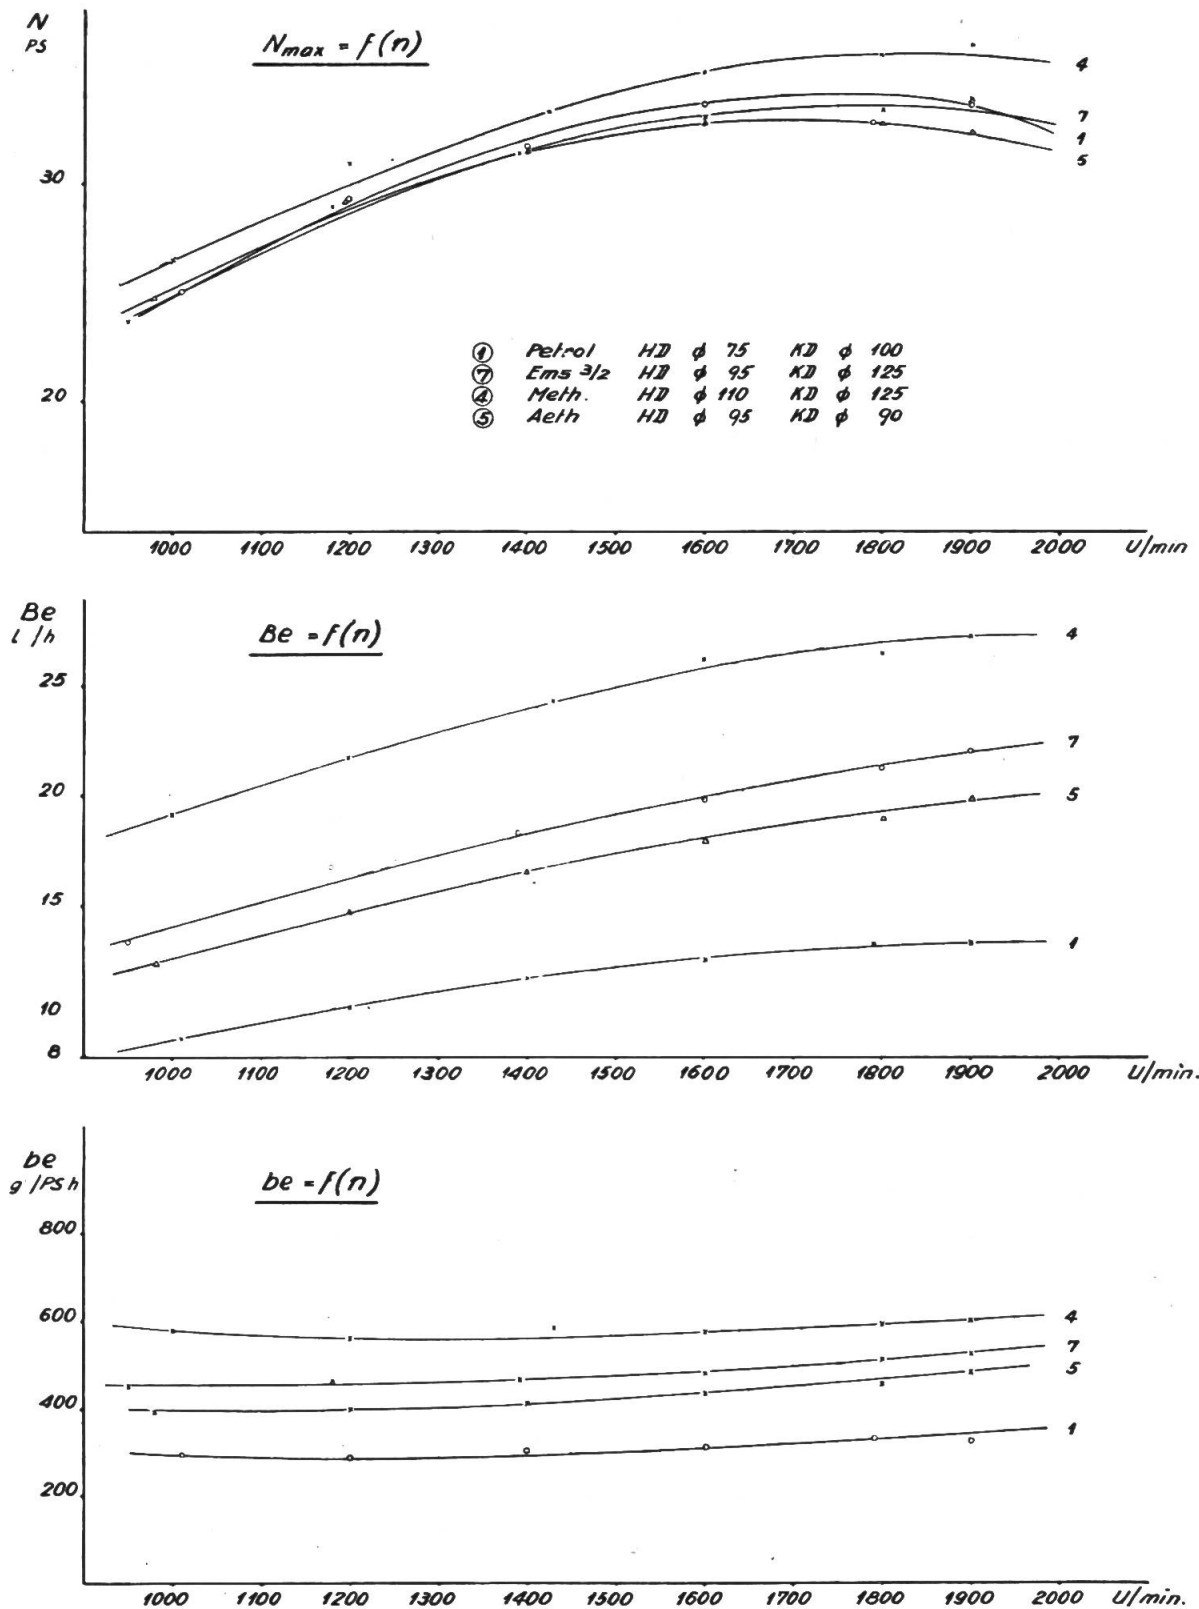 N
PS
Nmax = f(n)
4
7
1
5
30
① Petrol HD ϕ 75 KD ϕ 100
⑦ Ems 3/2 HD ϕ 95 KD ϕ 125
④ Meth. HD ϕ 110 KD ϕ 125
⑤ Aeth HD ϕ 95 KD ϕ 90
20
1000 1100 1200 1300 1400 1500 1600 1700 1800 1900 2000 U/min
Be
l/h
Be = f(n)
4
25
7
20
5
15
1
10
8
1000 1100 1200 1300 1400 1500 1600 1700 1800 1900 2000 U/min.
be
g/PSh
be = f(n)
800
600
4
7
5
400
1
200
1000 1100 1200 1300 1400 1500 1600 1700 1800 1900 2000 U/min.